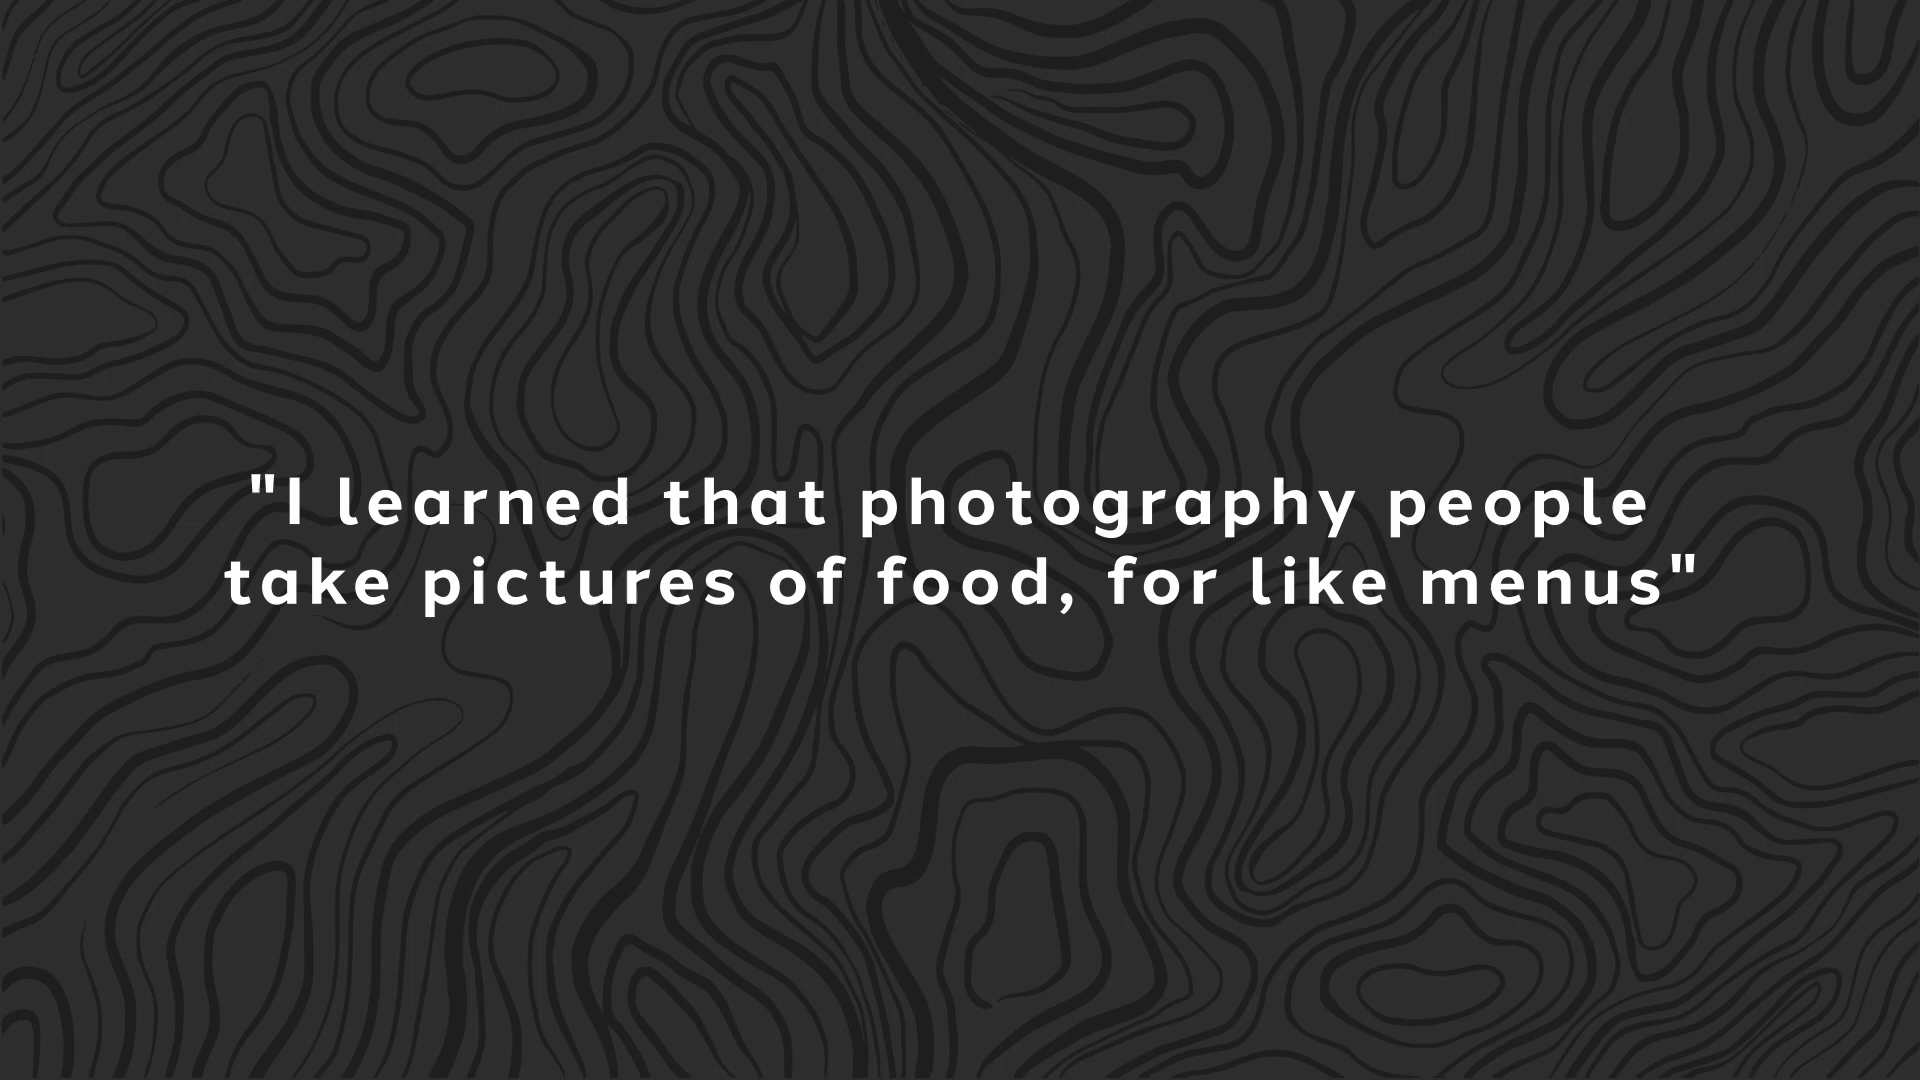 "I learned that photography people
take pictures of food, for like menus"